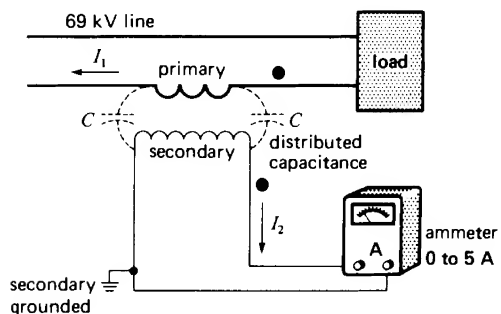 69 kV line
I₁
primary
load
C
C
secondary
distributed
capacitance
I₂
A
ammeter
0 to 5 A
secondary
grounded